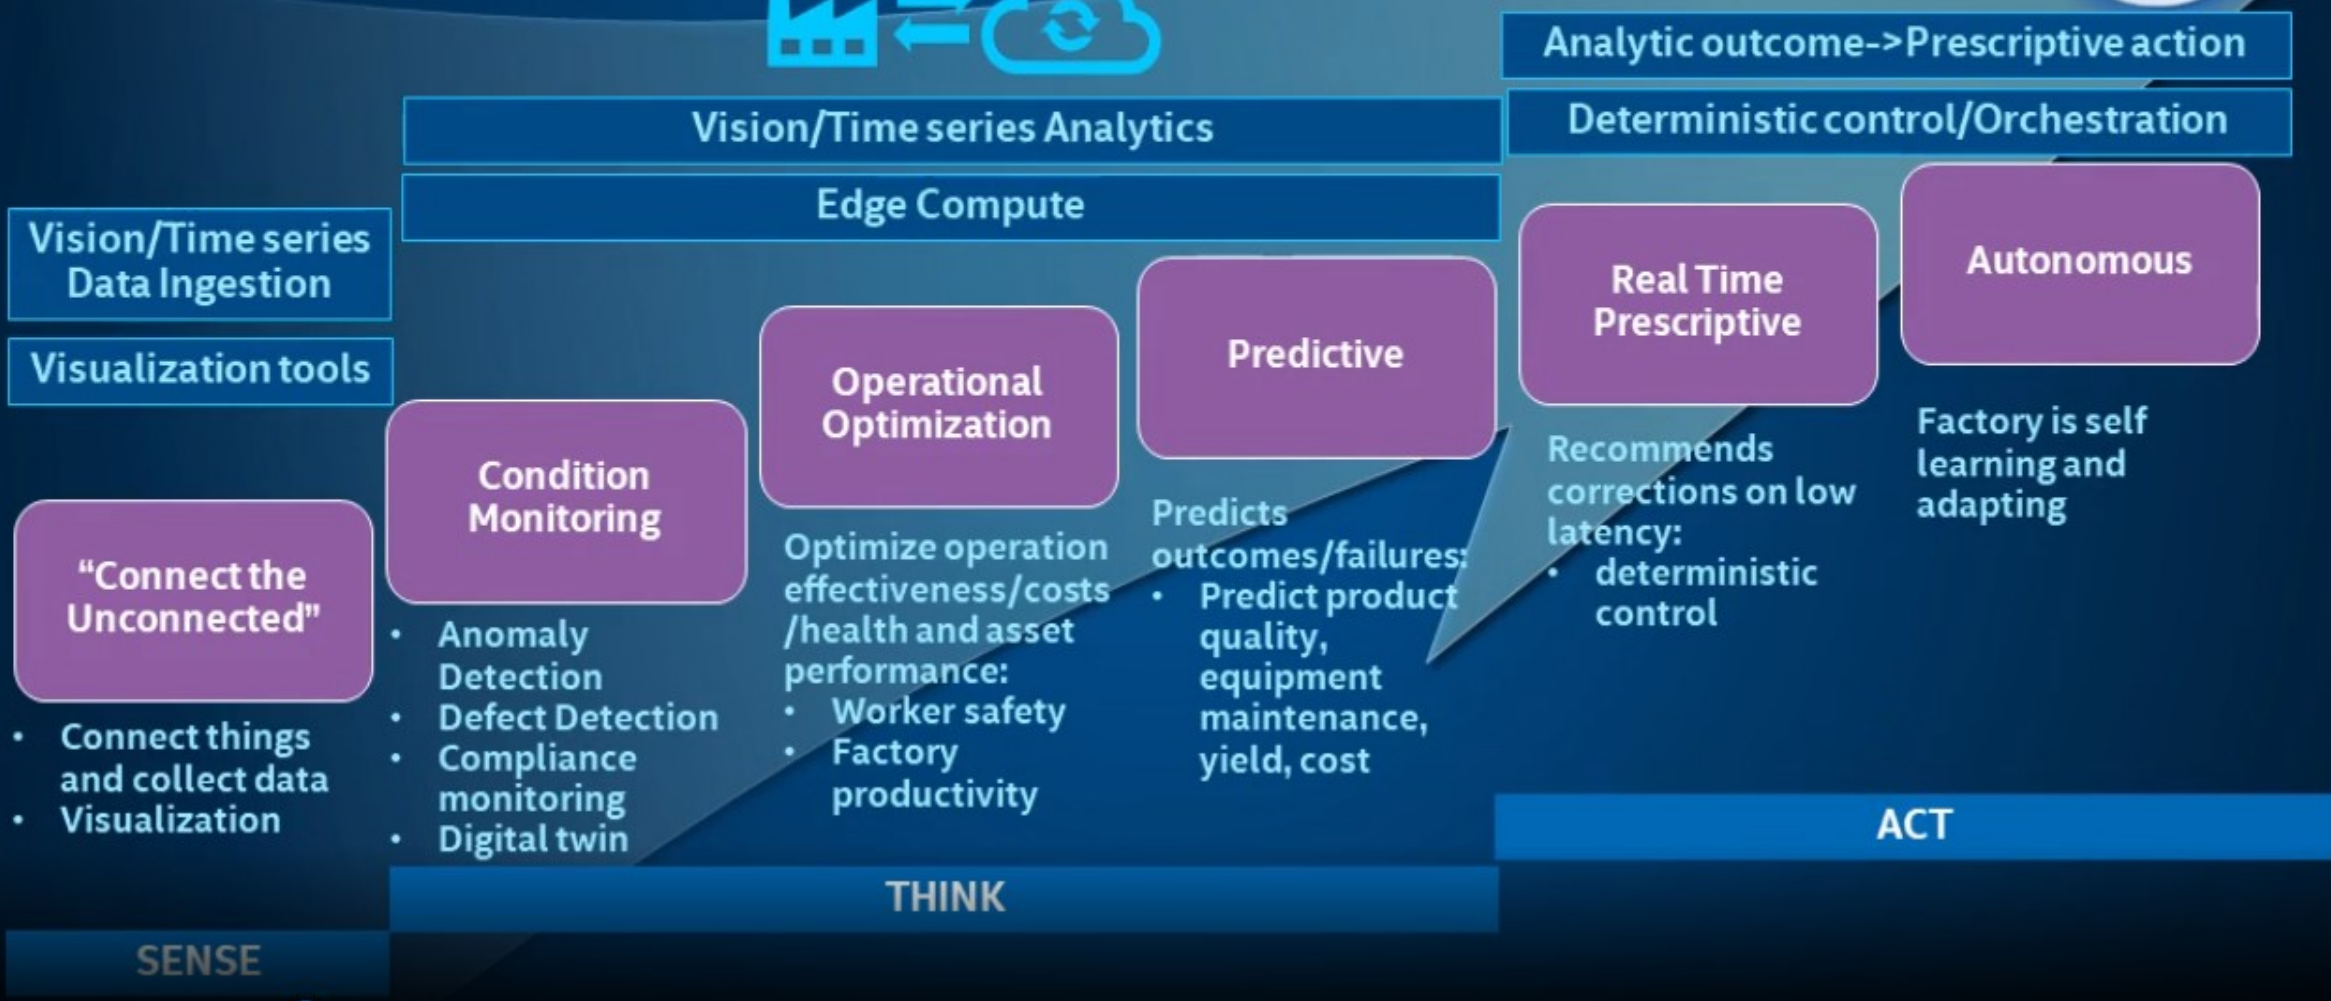 Analytic outcome->Prescriptive action
Vision/Time series Analytics
Deterministic control/Orchestration
Edge Compute
Vision/Time series
Data Ingestion
Visualization tools
"Connect the
Unconnected"
• Connect things
and collect data
• Visualization
Condition
Monitoring
• Anomaly
Detection
• Defect Detection
• Compliance
monitoring
• Digital twin
Operational
Optimization
Optimize operation
effectiveness/costs
/health and asset
performance:
• Worker safety
• Factory
productivity
Predictive
Predicts
outcomes/failures:
• Predict product
quality,
equipment
maintenance,
yield, cost
Real Time
Prescriptive
Recommends
corrections on low
latency:
• deterministic
control
Autonomous
Factory is self
learning and
adapting
ACT
THINK
SENSE